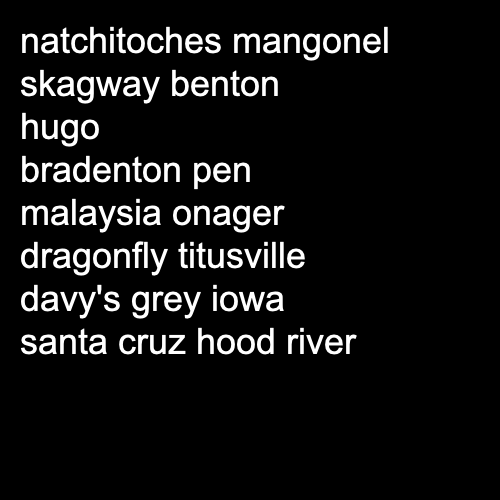 natchitoches mangonel
skagway benton
hugo
bradenton pen
malaysia onager
dragonfly titusville
davy's grey iowa
santa cruz hood river